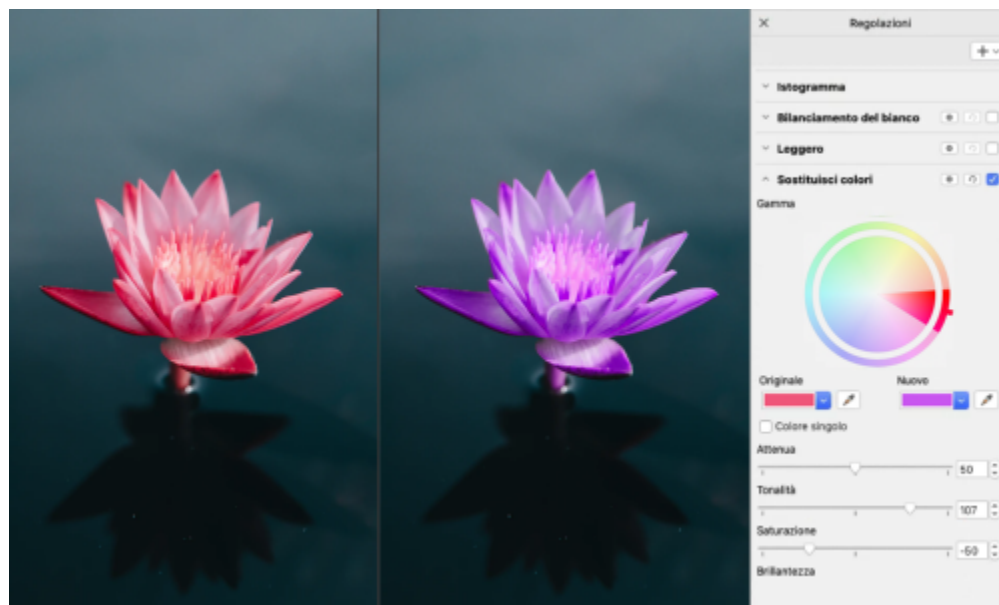 Regolazioni
Istogramma
Bilanciamento del bianco
Leggero
Sostituisci colori
Gamma
Originale Nuovo
Colore singolo
Attenua
50
Tonalità
107
Saturazione
-50
Brillantezza